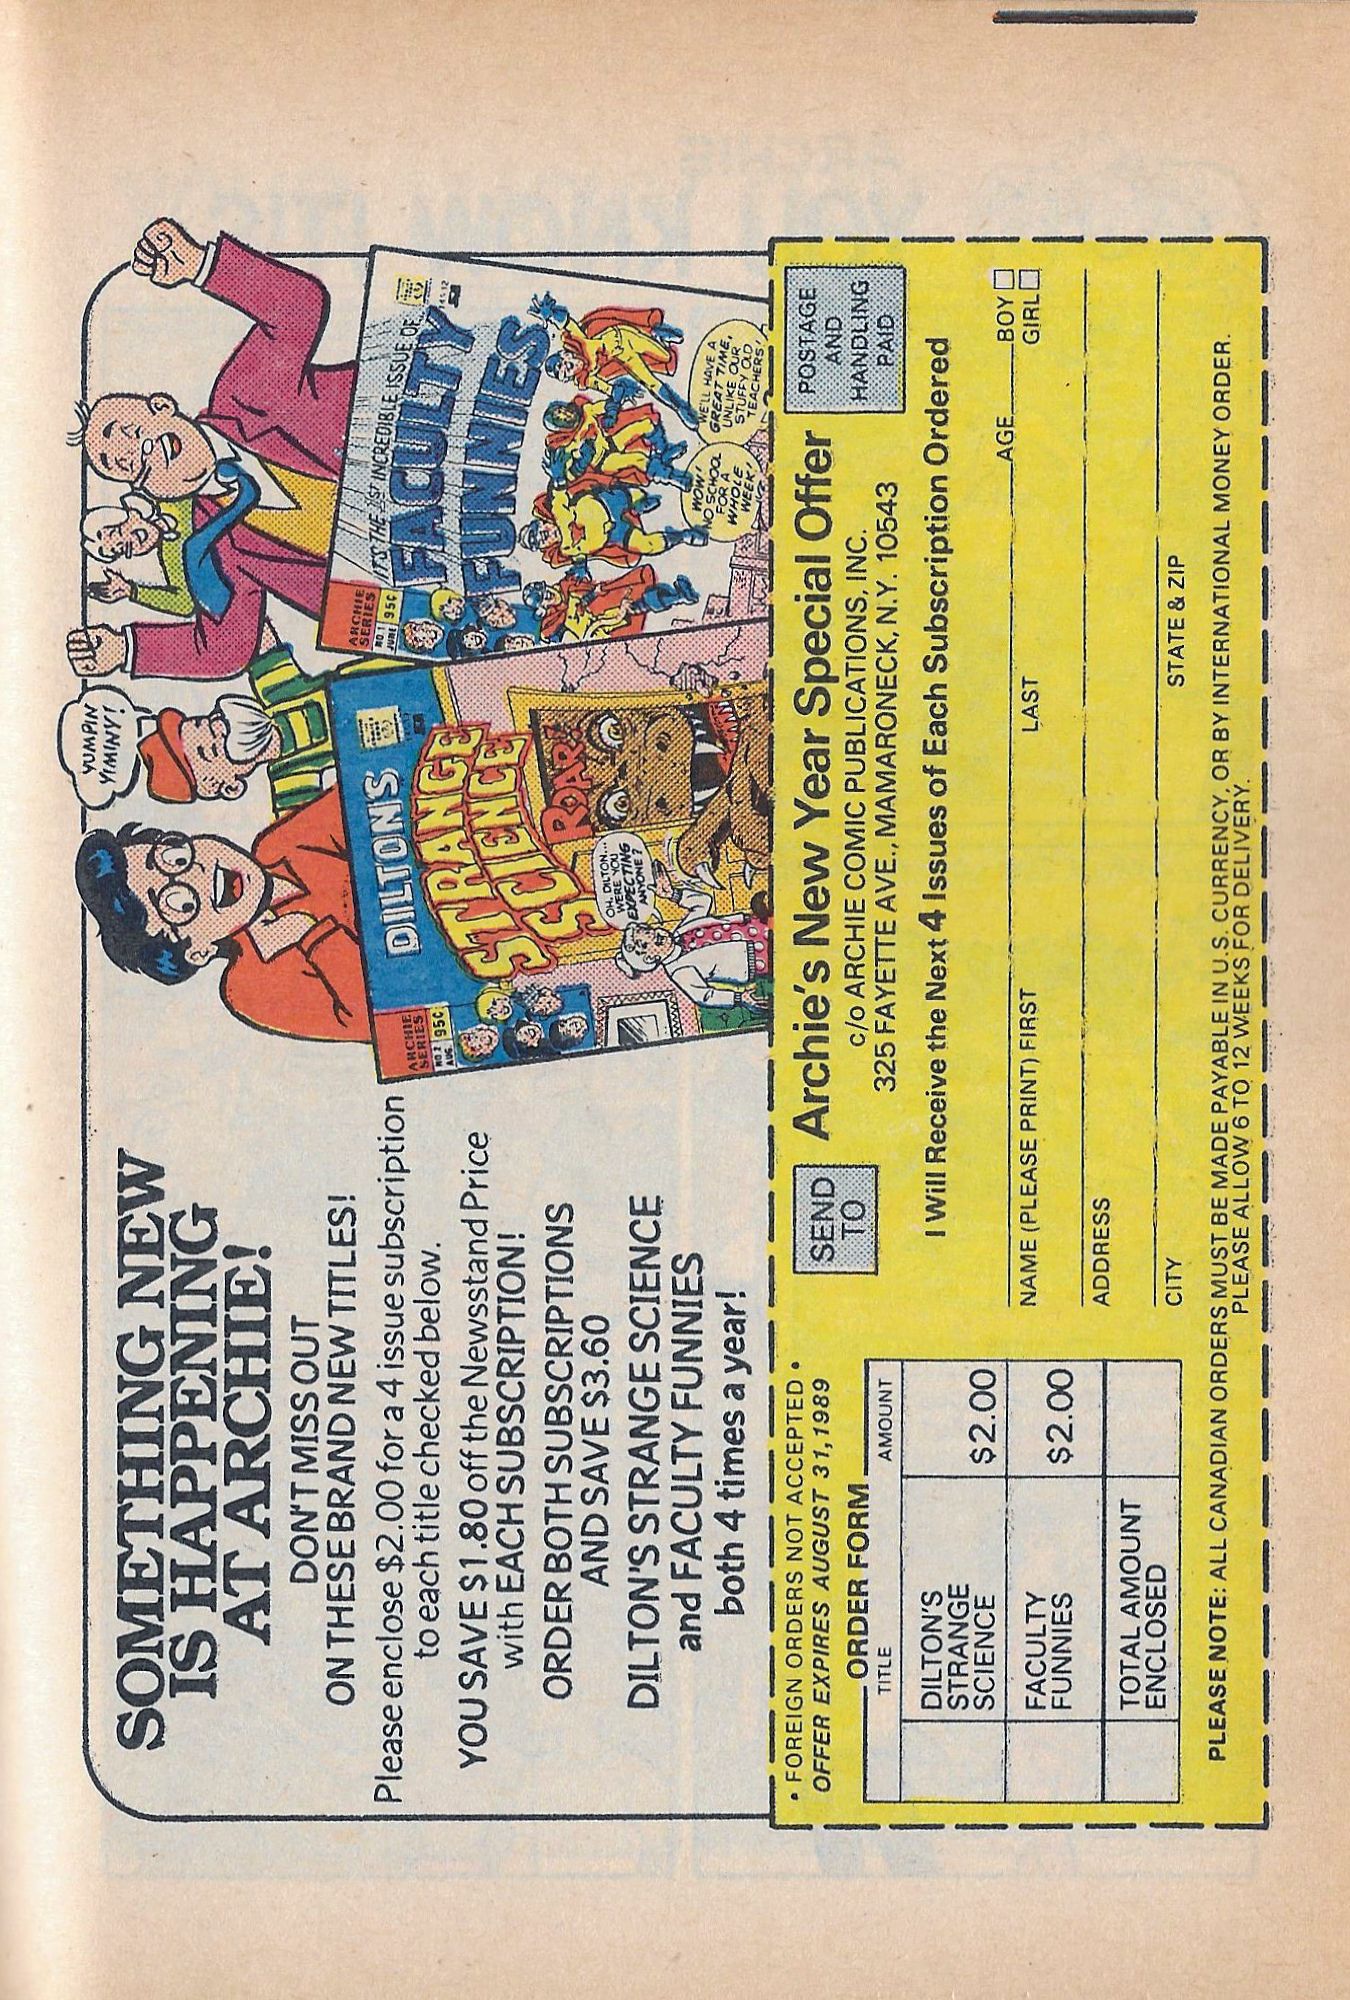 SOMETHING NEW
IS HAPPENING
AT ARCHIE!
DON'T MISS OUT
ON THESE BRAND NEW TITLES!
Please enclose $2.00 for a 4 issue subscription
to each title checked below.
YOU SAVE $1.80 off the Newsstand Price
with EACH SUBSCRIPTION!
ORDER BOTH SUBSCRIPTIONS
AND SAVE $3.60
DILTON'S STRANGE SCIENCE
and FACULTY FUNNIES
both 4 times a year!
YUMPIN
YIMINY!
ARCHIE
SERIES
NO. 2
AUG.
95¢
DILTON'S
STRANGE
SCIENCE
ROAR!
OH, DILTON...
WERE YOU
EXPECTING
ANYONE?
ARCHIE
SERIES
NO. 1
JUNE
95¢
IT'S THE 1ST INCREDIBLE ISSUE OF
FACULTY
FUNNIES
WOW!
NO SCHOOL
FOR A
WHOLE
WEEK!
WE'LL HAVE A
GREAT TIME,
UNLIKE OUR
STUFFY OLD
TEACHERS!
• FOREIGN ORDERS NOT ACCEPTED •
OFFER EXPIRES AUGUST 31, 1989
ORDER FORM
TITLE AMOUNT
DILTON'S
STRANGE
SCIENCE
$2.00
FACULTY
FUNNIES
$2.00
TOTAL AMOUNT
ENCLOSED
SEND
TO
Archie's New Year Special Offer
c/o ARCHIE COMIC PUBLICATIONS, INC.
325 FAYETTE AVE., MAMARONECK, N.Y. 10543
POSTAGE
AND
HANDLING
PAID
I Will Receive the Next 4 Issues of Each Subscription Ordered
NAME (PLEASE PRINT) FIRST LAST AGE BOY
GIRL
ADDRESS
CITY STATE & ZIP
PLEASE NOTE: ALL CANADIAN ORDERS MUST BE MADE PAYABLE IN U.S. CURRENCY, OR BY INTERNATIONAL MONEY ORDER.
PLEASE ALLOW 6 TO 12 WEEKS FOR DELIVERY.